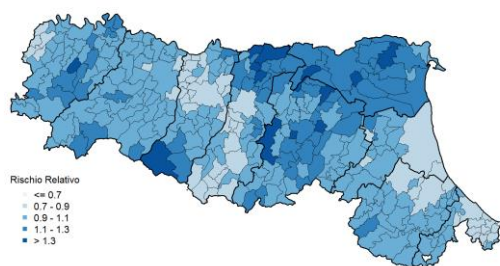 Rischio Relativo
<= 0.7
0.7 - 0.9
0.9 - 1.1
1.1 - 1.3
> 1.3